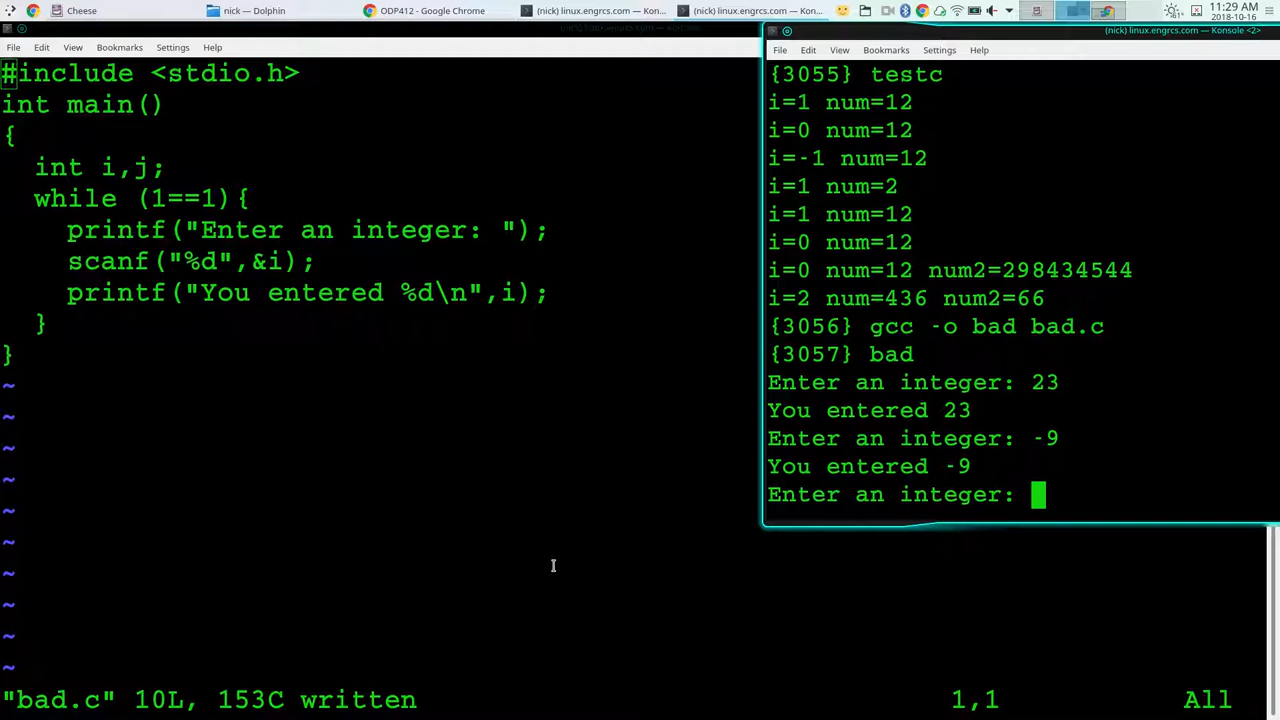 Cheese
nick — Dolphin
ODP412 - Google Chrome
(nick) linux.engrcs.com — Kon...
(nick) linux.engrcs.com — Kon...
11:29 AM
2018-10-16
File Edit View Bookmarks Settings Help
#include <stdio.h>
int main()
{
int i,j;
while (1==1){
printf("Enter an integer: ");
scanf("%d",&i);
printf("You entered %d\n",i);
}
}
~
~
~
~
~
~
~
~
~
~
"bad.c" 10L, 153C written 1,1 All
(nick) linux.engrcs.com — Konsole <2>
File Edit View Bookmarks Settings Help
{3055} testc
i=1 num=12
i=0 num=12
i=-1 num=12
i=1 num=2
i=1 num=12
i=0 num=12
i=0 num=12 num2=298434544
i=2 num=436 num2=66
{3056} gcc -o bad bad.c
{3057} bad
Enter an integer: 23
You entered 23
Enter an integer: -9
You entered -9
Enter an integer: